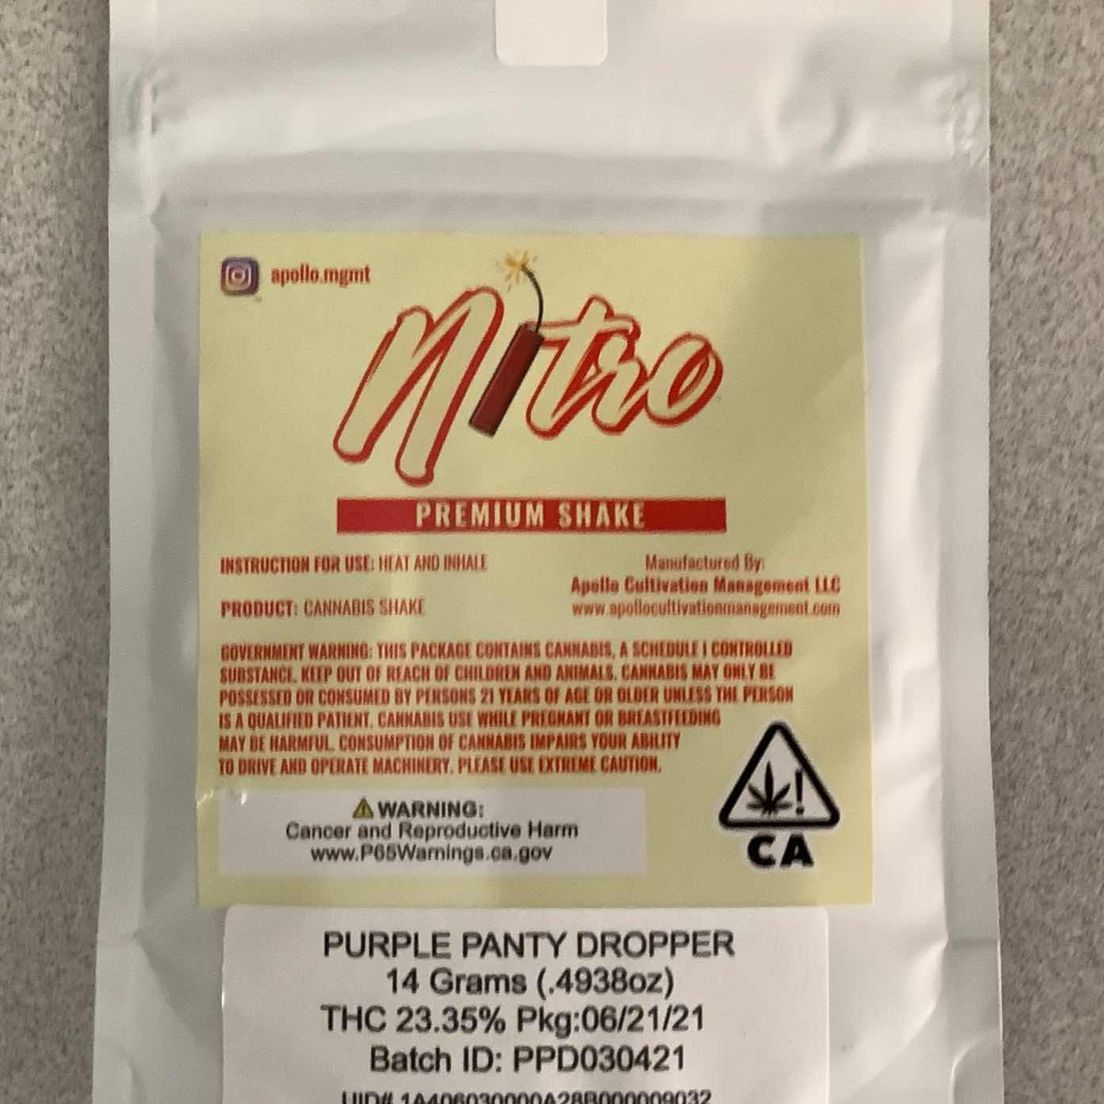 apollo.mgmt
Nitro
PREMIUM SHAKE
INSTRUCTION FOR USE: HEAT AND INHALE
PRODUCT: CANNABIS SHAKE
Manufactured By:
Apollo Cultivation Management LLC
www.apollocultivationmanagement.com
GOVERNMENT WARNING: THIS PACKAGE CONTAINS CANNABIS, A SCHEDULE I CONTROLLED
SUBSTANCE. KEEP OUT OF REACH OF CHILDREN AND ANIMALS. CANNABIS MAY ONLY BE
POSSESSED OR CONSUMED BY PERSONS 21 YEARS OF AGE OR OLDER UNLESS THE PERSON
IS A QUALIFIED PATIENT. CANNABIS USE WHILE PREGNANT OR BREASTFEEDING
MAY BE HARMFUL. CONSUMPTION OF CANNABIS IMPAIRS YOUR ABILITY
TO DRIVE AND OPERATE MACHINERY. PLEASE USE EXTREME CAUTION.
WARNING:
Cancer and Reproductive Harm
www.P65Warnings.ca.gov
!
CA
PURPLE PANTY DROPPER
14 Grams (.4938oz)
THC 23.35% Pkg:06/21/21
Batch ID: PPD030421
UID# 1A406030000A28B000009032